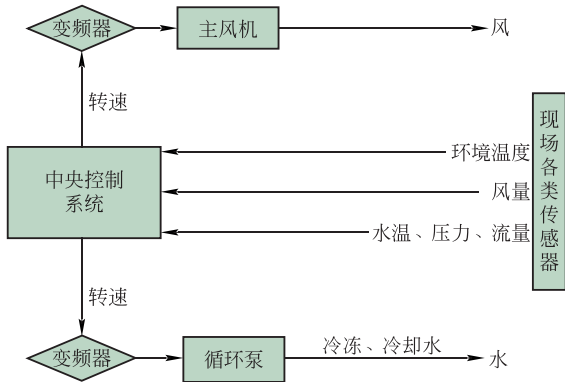 变频器
主风机
风
转速
现场各类传感器
环境温度
中央控制
系统
风量
水温、压力、流量
转速
变频器
循环泵
冷冻、冷却水
水